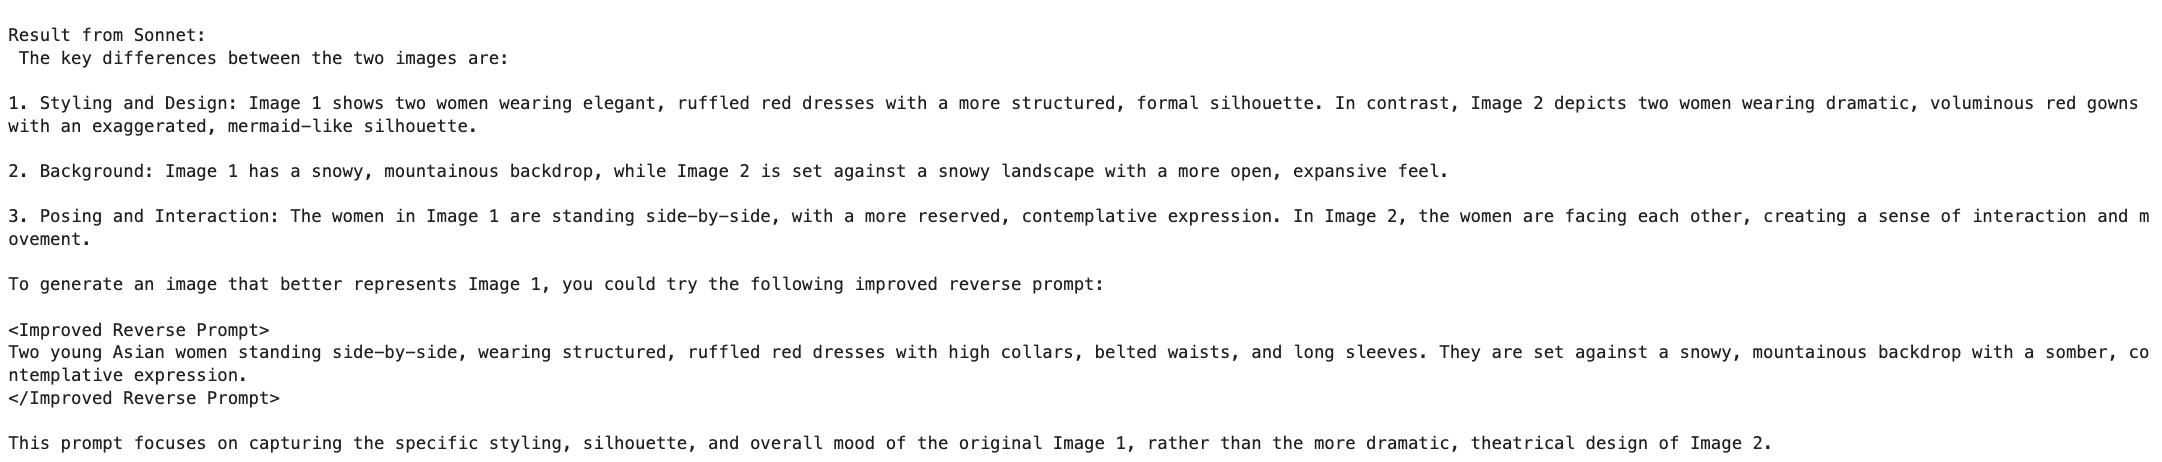 Result from Sonnet:
The key differences between the two images are:
1. Styling and Design: Image 1 shows two women wearing elegant, ruffled red dresses with a more structured, formal silhouette. In contrast, Image 2 depicts two women wearing dramatic, voluminous red gowns
with an exaggerated, mermaid-like silhouette.
2. Background: Image 1 has a snowy, mountainous backdrop, while Image 2 is set against a snowy landscape with a more open, expansive feel.
3. Posing and Interaction: The women in Image 1 are standing side-by-side, with a more reserved, contemplative expression. In Image 2, the women are facing each other, creating a sense of interaction and m
ovement.
To generate an image that better represents Image 1, you could try the following improved reverse prompt:
<Improved Reverse Prompt>
Two young Asian women standing side-by-side, wearing structured, ruffled red dresses with high collars, belted waists, and long sleeves. They are set against a snowy, mountainous backdrop with a somber, co
ntemplative expression.
</Improved Reverse Prompt>
This prompt focuses on capturing the specific styling, silhouette, and overall mood of the original Image 1, rather than the more dramatic, theatrical design of Image 2.